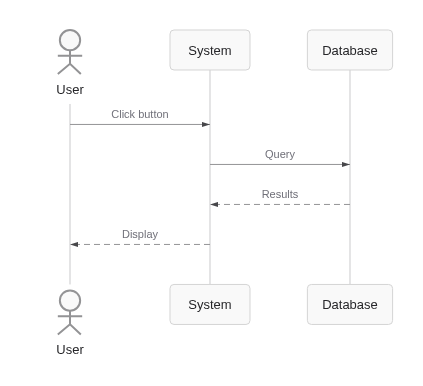 System
Database
User
Click button
Query
Results
Display
System
Database
User